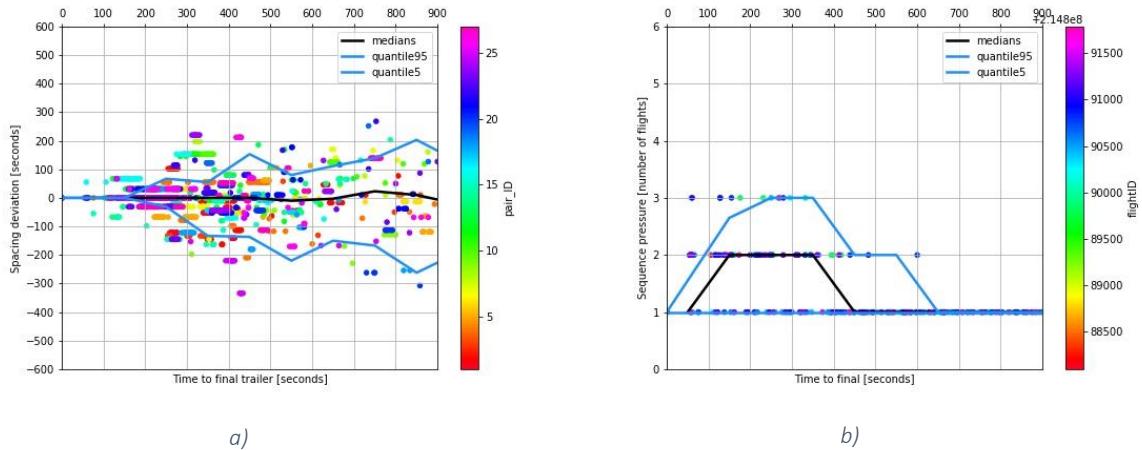 0 100 200 300 400 500 600 700 800 900
600
500
400
300
200
100
0
−100
−200
−300
−400
−500
−600
Spacing deviation [seconds]
Time to final trailer [seconds]
medians
quantile95
quantile5
25
20
15
10
5
pair_ID
a)
0 100 200 300 400 500 600 700 800 900
+2.148e8
6
5
4
3
2
1
0
Sequence pressure [number of flights]
Time to final [seconds]
medians
quantile95
quantile5
91500
91000
90500
90000
89500
89000
88500
flightID
b)